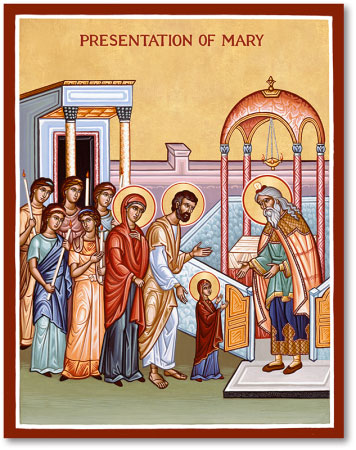 PRESENTATION OF MARY